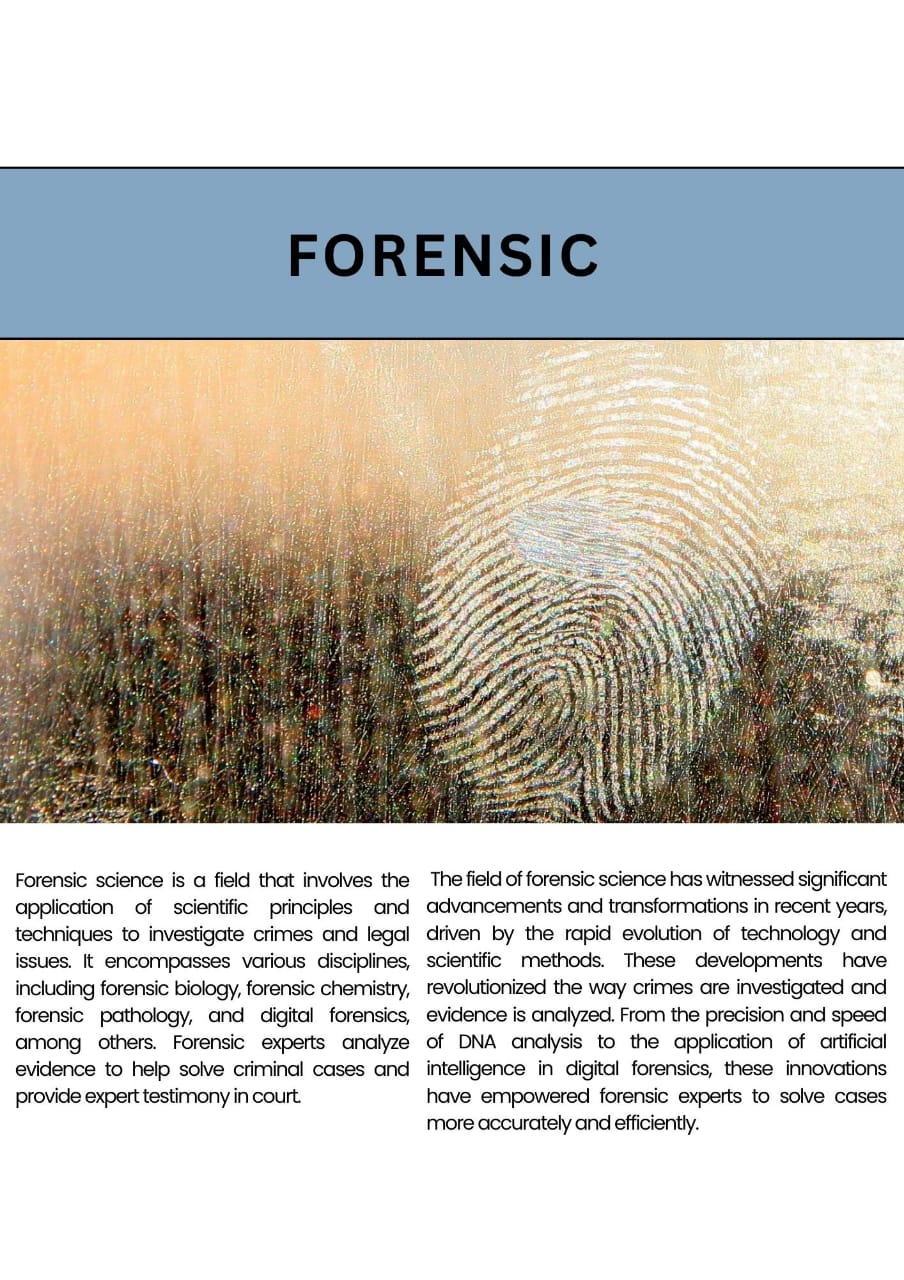 FORENSIC
Forensic science is a field that involves the
application of scientific principles and
techniques to investigate crimes and legal
issues. It encompasses various disciplines,
including forensic biology, forensic chemistry,
forensic pathology, and digital forensics,
among others. Forensic experts analyze
evidence to help solve criminal cases and
provide expert testimony in court.
The field of forensic science has witnessed significant
advancements and transformations in recent years,
driven by the rapid evolution of technology and
scientific methods. These developments have
revolutionized the way crimes are investigated and
evidence is analyzed. From the precision and speed
of DNA analysis to the application of artificial
intelligence in digital forensics, these innovations
have empowered forensic experts to solve cases
more accurately and efficiently.